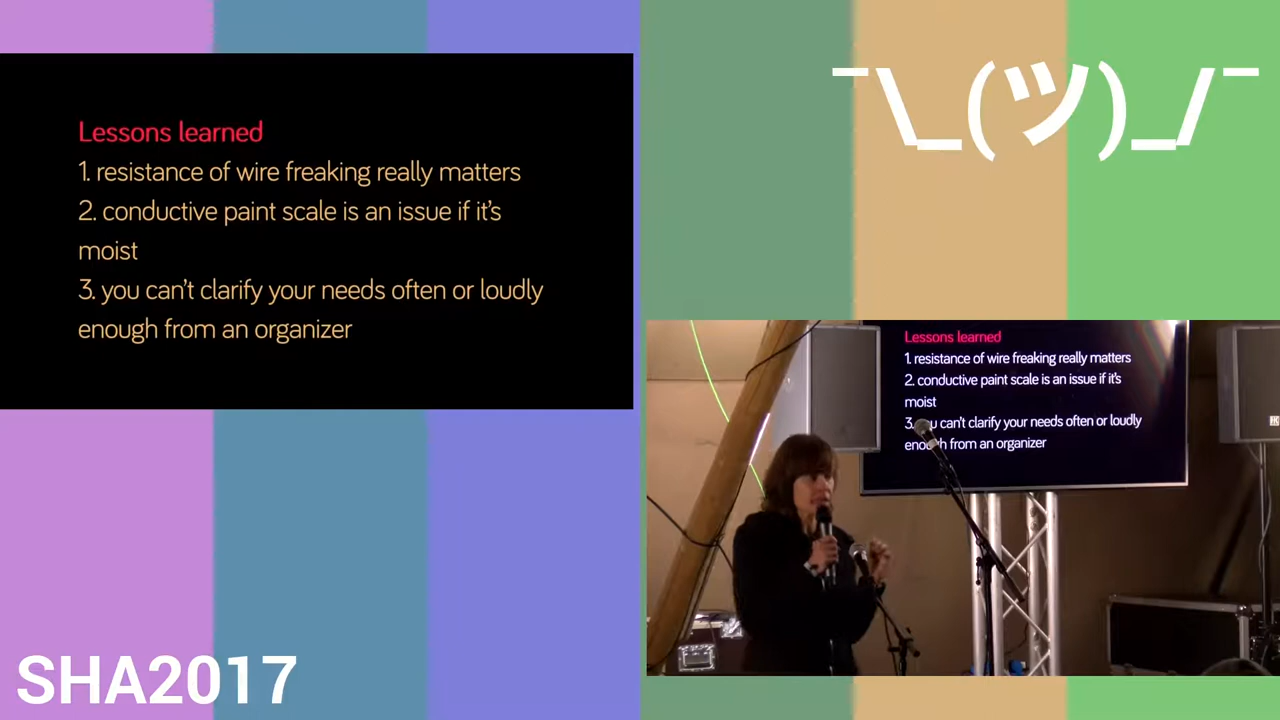 Lessons learned
1. resistance of wire freaking really matters
2. conductive paint scale is an issue if it's
moist
3. you can't clarify your needs often or loudly
enough from an organizer
¯\_(ツ)_/¯
Lessons learned
1. resistance of wire freaking really matters
2. conductive paint scale is an issue if it's
moist
3. you can't clarify your needs often or loudly
enough from an organizer
SHA2017